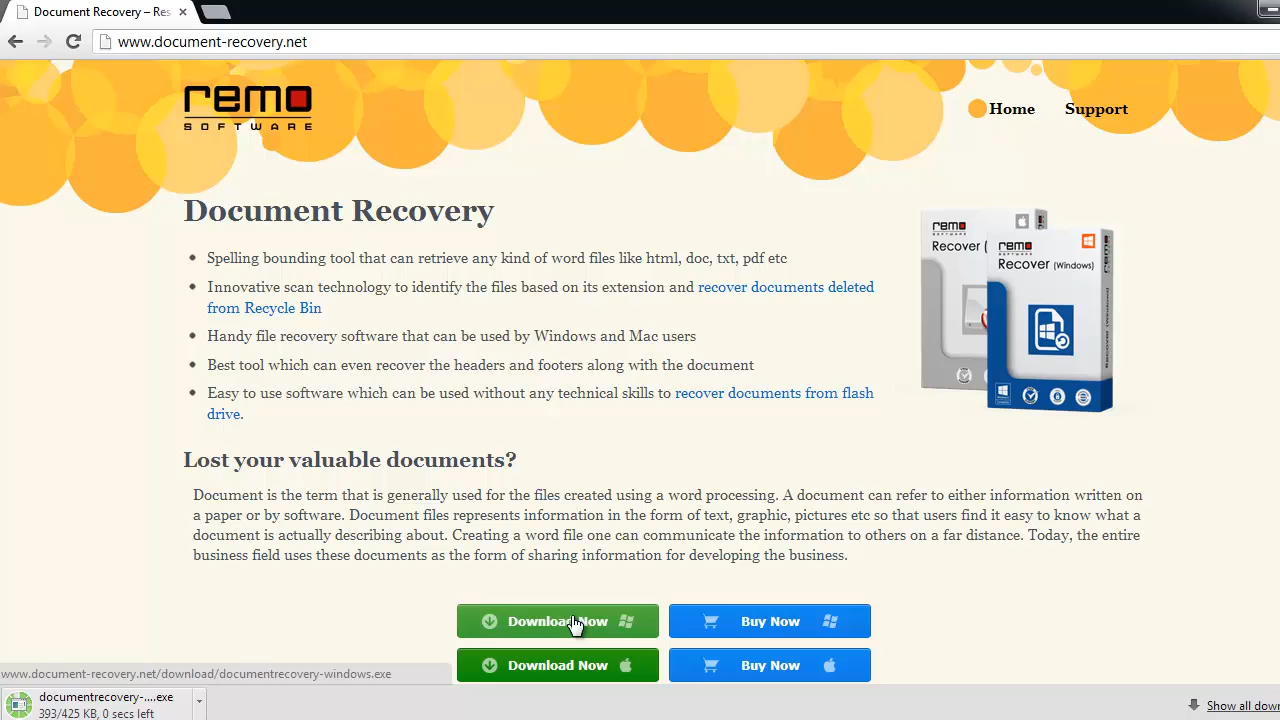 Document Recovery – Res
www.document-recovery.net
remo
SOFTWARE
Home
Support
Document Recovery
Spelling bounding tool that can retrieve any kind of word files like html, doc, txt, pdf etc
Innovative scan technology to identify the files based on its extension and recover documents deleted
from Recycle Bin
Handy file recovery software that can be used by Windows and Mac users
Best tool which can even recover the headers and footers along with the document
Easy to use software which can be used without any technical skills to recover documents from flash
drive.
remo
SOFTWARE
Recover (
remo
SOFTWARE
Recover (Windows)
Lost your valuable documents?
Document is the term that is generally used for the files created using a word processing. A document can refer to either information written on
a paper or by software. Document files represents information in the form of text, graphic, pictures etc so that users find it easy to know what a
document is actually describing about. Creating a word file one can communicate the information to others on a far distance. Today, the entire
business field uses these documents as the form of sharing information for developing the business.
Download Now
Buy Now
Download Now
Buy Now
www.document-recovery.net/download/documentrecovery-windows.exe
documentrecovery-....exe
393/425 KB, 0 secs left
Show all down